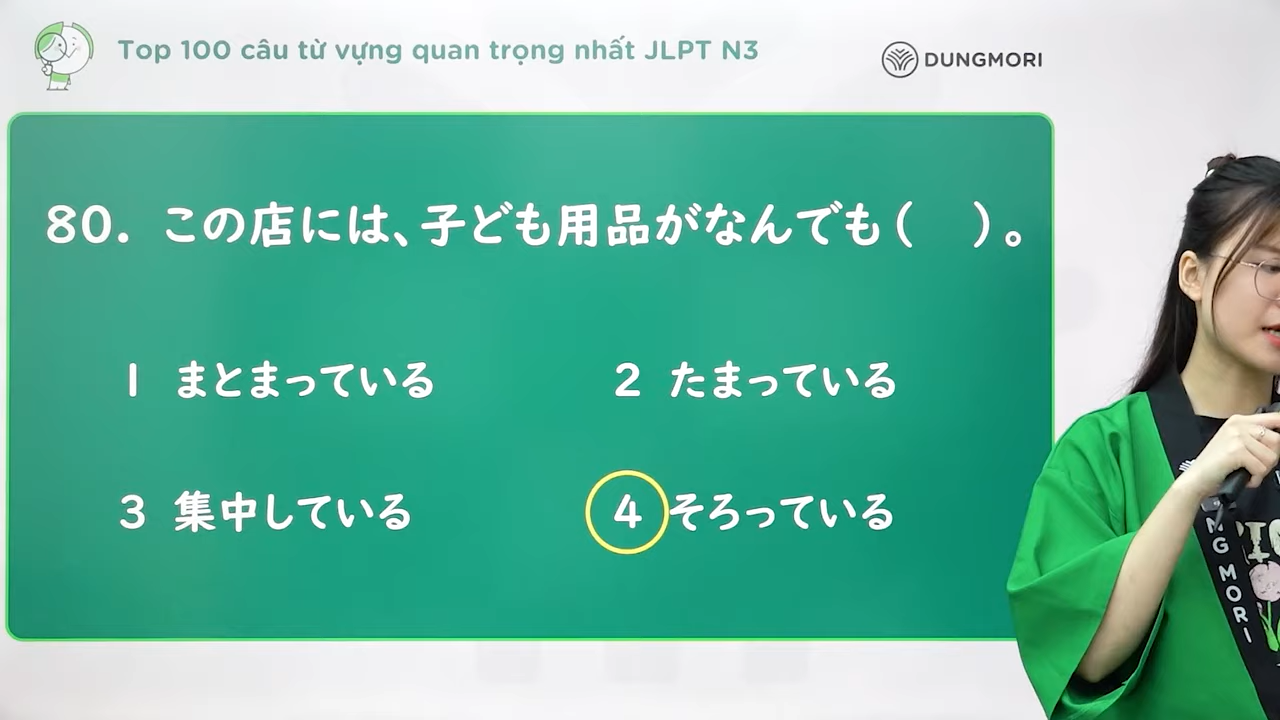 Top 100 câu từ vựng quan trọng nhất JLPT N3
DUNGMORI
80. この店には、子ども用品がなんでも(　)。
1 まとまっている
2 たまっている
3 集中している
4 そろっている
NG MORI